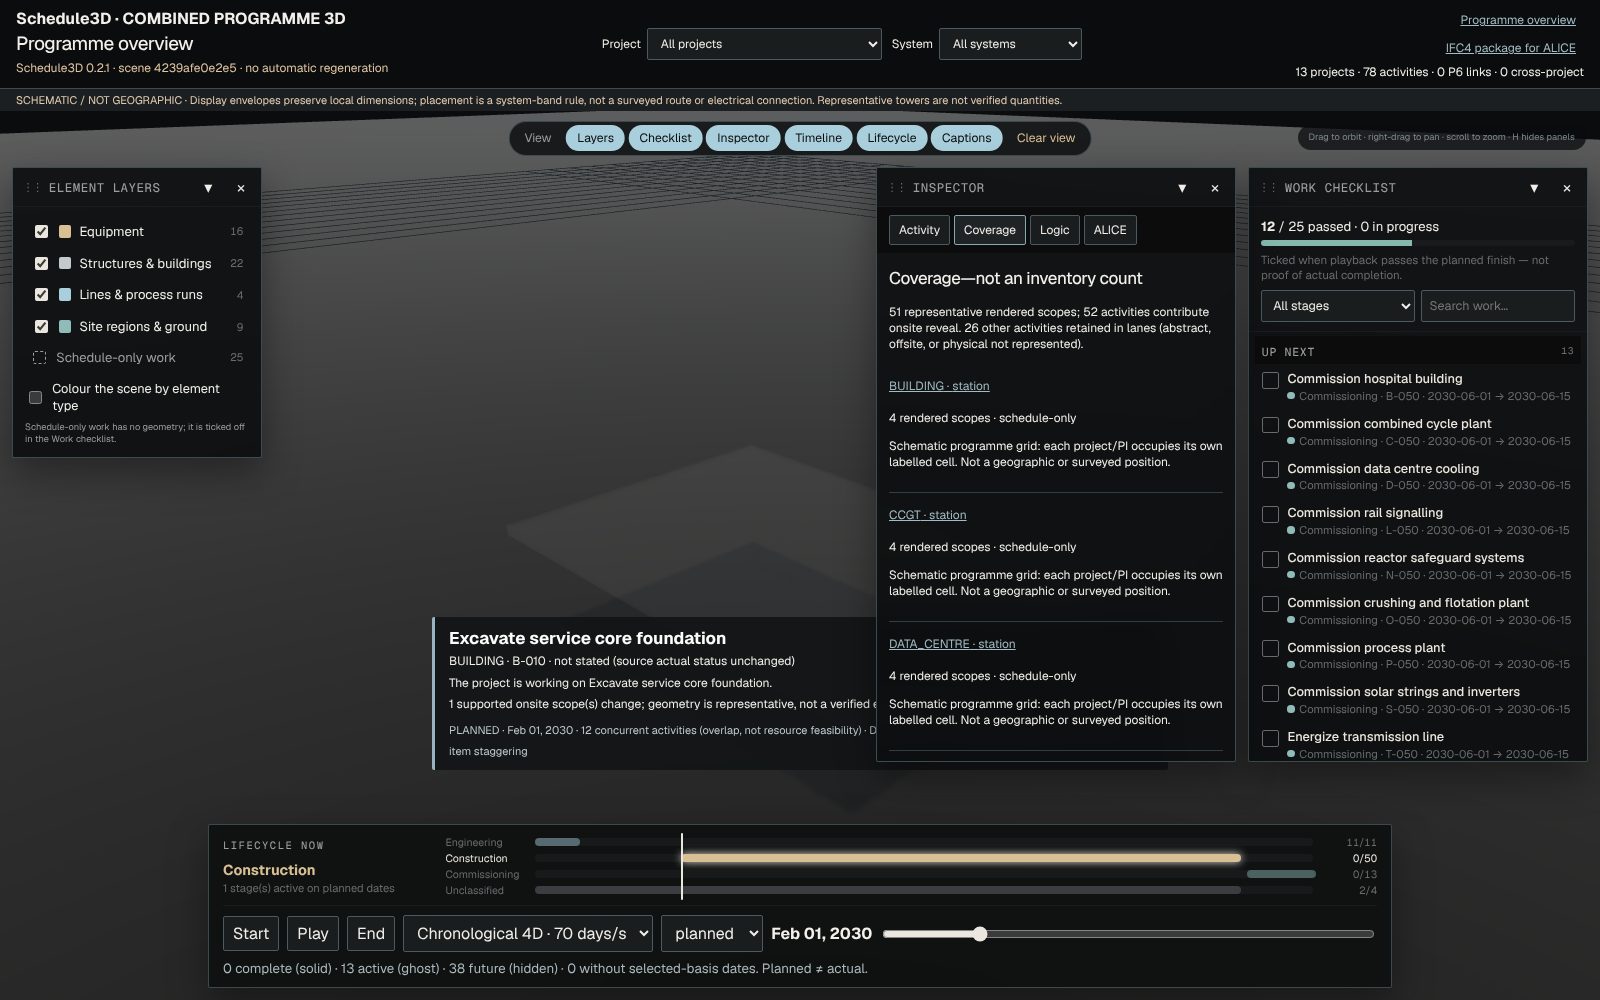 Schedule3D · COMBINED PROGRAMME 3D
Programme overview
Schedule3D 0.2.1 · scene 4239afe0e2e5 · no automatic regeneration
Project All projects System All systems
Programme overview
IFC4 package for ALICE
13 projects · 78 activities · 0 P6 links · 0 cross-project
SCHEMATIC / NOT GEOGRAPHIC · Display envelopes preserve local dimensions; placement is a system-band rule, not a surveyed route or electrical connection. Representative towers are not verified quantities.
View Layers Checklist Inspector Timeline Lifecycle Captions Clear view
Drag to orbit · right-drag to pan · scroll to zoom · H hides panels
ELEMENT LAYERS
Equipment 16
Structures & buildings 22
Lines & process runs 4
Site regions & ground 9
Schedule-only work 25
Colour the scene by element
type
Schedule-only work has no geometry; it is ticked off
in the Work checklist.
Excavate service core foundation
BUILDING · B-010 · not stated (source actual status unchanged)
The project is working on Excavate service core foundation.
1 supported onsite scope(s) change; geometry is representative, not a verified
PLANNED · Feb 01, 2030 · 12 concurrent activities (overlap, not resource feasibility) ·
item staggering
INSPECTOR
Activity Coverage Logic ALICE
Coverage—not an inventory count
51 representative rendered scopes; 52 activities contribute
onsite reveal. 26 other activities retained in lanes (abstract,
offsite, or physical not represented).
BUILDING · station
4 rendered scopes · schedule-only
Schematic programme grid: each project/PI occupies its own
labelled cell. Not a geographic or surveyed position.
CCGT · station
4 rendered scopes · schedule-only
Schematic programme grid: each project/PI occupies its own
labelled cell. Not a geographic or surveyed position.
DATA_CENTRE · station
4 rendered scopes · schedule-only
Schematic programme grid: each project/PI occupies its own
labelled cell. Not a geographic or surveyed position.
WORK CHECKLIST
12 / 25 passed · 0 in progress
Ticked when playback passes the planned finish — not
proof of actual completion.
All stages Search work...
UP NEXT 13
Commission hospital building
Commissioning · B-050 · 2030-06-01 → 2030-06-15
Commission combined cycle plant
Commissioning · C-050 · 2030-06-01 → 2030-06-15
Commission data centre cooling
Commissioning · D-050 · 2030-06-01 → 2030-06-15
Commission rail signalling
Commissioning · L-050 · 2030-06-01 → 2030-06-15
Commission reactor safeguard systems
Commissioning · N-050 · 2030-06-01 → 2030-06-15
Commission crushing and flotation plant
Commissioning · O-050 · 2030-06-01 → 2030-06-15
Commission process plant
Commissioning · P-050 · 2030-06-01 → 2030-06-15
Commission solar strings and inverters
Commissioning · S-050 · 2030-06-01 → 2030-06-15
Energize transmission line
Commissioning · T-050 · 2030-06-01 → 2030-06-15
LIFECYCLE NOW
Construction
1 stage(s) active on planned dates
Engineering 11/11
Construction 0/50
Commissioning 0/13
Unclassified 2/4
Start Play End Chronological 4D · 70 days/s planned Feb 01, 2030
0 complete (solid) · 13 active (ghost) · 38 future (hidden) · 0 without selected-basis dates. Planned ≠ actual.